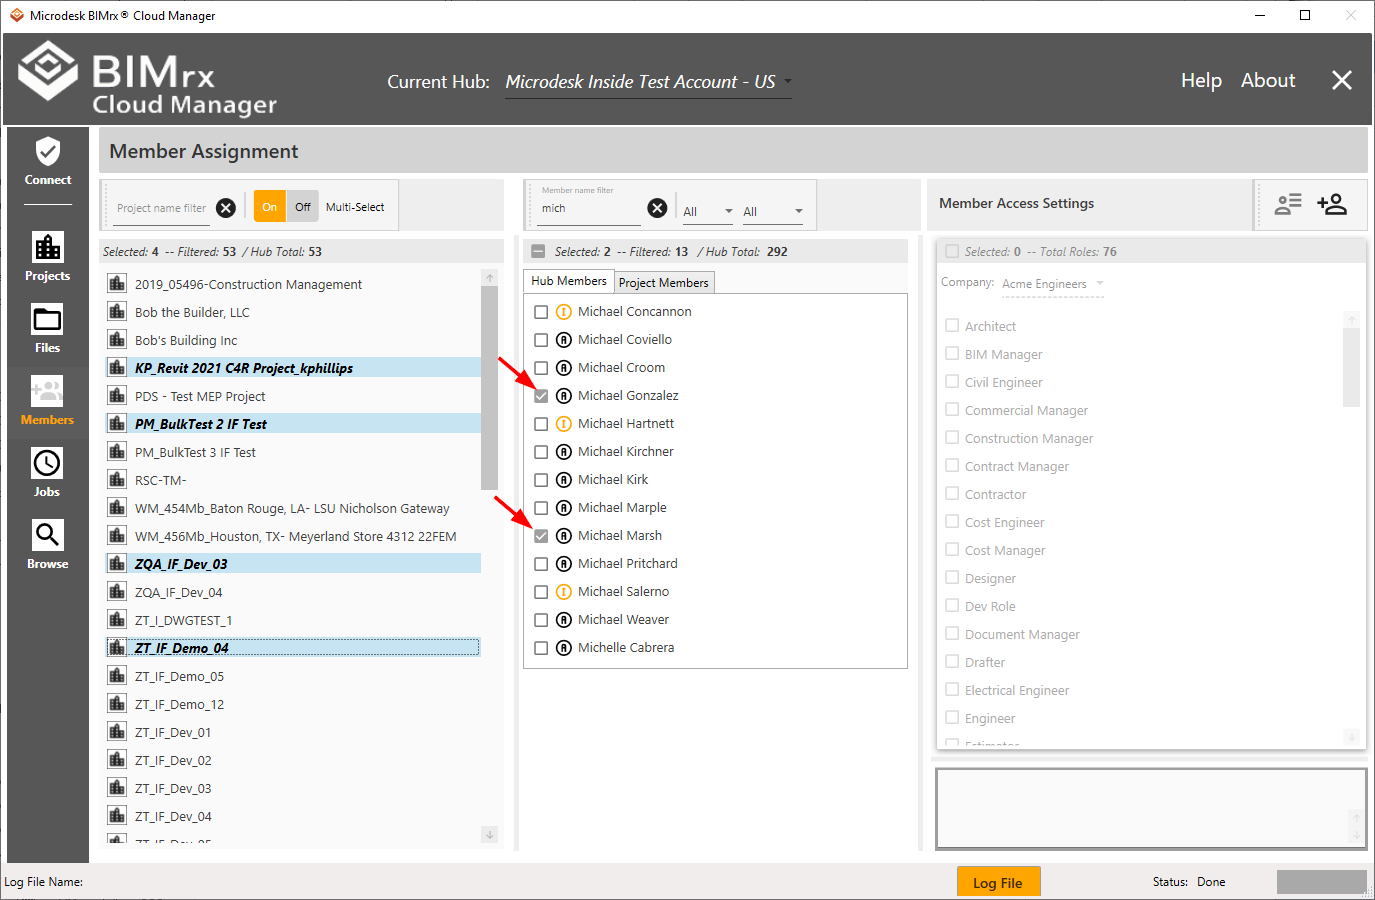 Microdesk BIMrx® Cloud Manager
BIMrx
Cloud Manager
Current Hub: Microdesk Inside Test Account - US
Help About
Connect
Projects
Files
Members
Jobs
Browse
Member Assignment
Project name filter
On Off Multi-Select
Selected: 4 -- Filtered: 53 / Hub Total: 53
2019_05496-Construction Management
Bob the Builder, LLC
Bob's Building Inc
KP_Revit 2021 C4R Project_kphillips
PDS - Test MEP Project
PM_BulkTest 2 IF Test
PM_BulkTest 3 IF Test
RSC-TM-
WM_454Mb_Baton Rouge, LA- LSU Nicholson Gateway
WM_456Mb_Houston, TX- Meyerland Store 4312 22FEM
ZQA_IF_Dev_03
ZQA_IF_Dev_04
ZT_I_DWGTEST_1
ZT_IF_Demo_04
ZT_IF_Demo_05
ZT_IF_Demo_12
ZT_IF_Dev_01
ZT_IF_Dev_02
ZT_IF_Dev_03
ZT_IF_Dev_04
ZT_IF_Dev_05
Member name filter
mich
All All
Selected: 2 -- Filtered: 13 / Hub Total: 292
Hub Members Project Members
I Michael Concannon
A Michael Coviello
A Michael Croom
A Michael Gonzalez
I Michael Hartnett
A Michael Kirchner
A Michael Kirk
A Michael Marple
A Michael Marsh
A Michael Pritchard
I Michael Salerno
A Michael Weaver
A Michelle Cabrera
Member Access Settings
Selected: 0 -- Total Roles: 76
Company: Acme Engineers
Architect
BIM Manager
Civil Engineer
Commercial Manager
Construction Manager
Contract Manager
Contractor
Cost Engineer
Cost Manager
Designer
Dev Role
Document Manager
Drafter
Electrical Engineer
Engineer
Estimator
Log File Name:
Log File
Status: Done